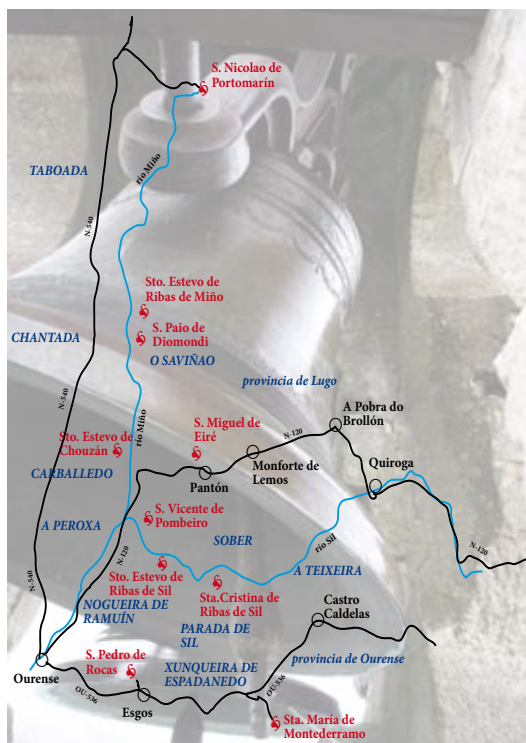 S. Nicolao de
Portomarín
río Miño
TABOADA
N-540
Sto. Estevo de
Ribas de Miño
S. Paio de
Diomondi
CHANTADA
O SAVIÑAO
provincia de Lugo
N-540
A Pobra do
Brollón
Sto. Estevo de
Chouzán
río Miño
S. Miguel de
Eiré
N-120
Monforte de
Lemos
Quiroga
CARBALLEDO
Pantón
A PEROXA
S. Vicente de
Pombeiro
SOBER
río Sil
N-120
N-120
Sto. Estevo de
Ribas de Sil
A TEIXEIRA
N-540
Sta.Cristina de
Ribas de Sil
NOGUEIRA DE
RAMUÍN
Castro
Caldelas
PARADA DE
SIL
S. Pedro de
Rocas
XUNQUEIRA DE
ESPADANEDO
provincia de Ourense
Ourense
OU-536
OU-536
Esgos
Sta. María de
Montederramo